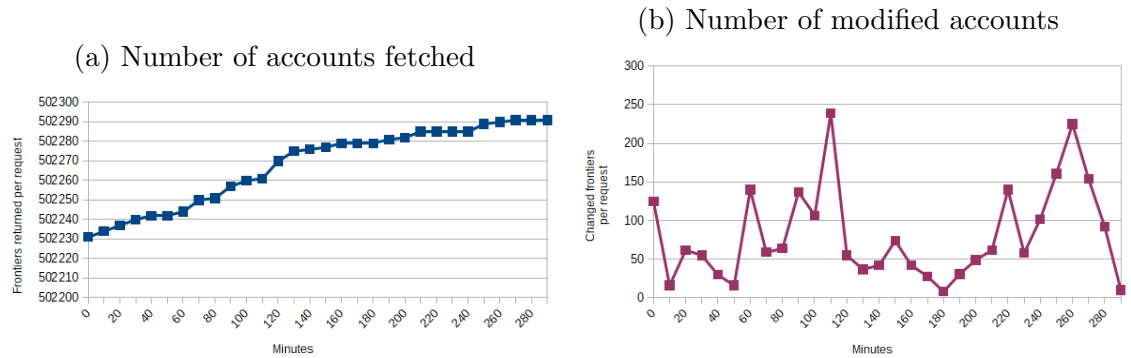 (a) Number of accounts fetched
Frontiers returned per request
502300
502290
502280
502270
502260
502250
502240
502230
502220
502210
502200
0 20 40 60 80 100 120 140 160 180 200 220 240 260 280
Minutes
(b) Number of modified accounts
Changed frontiers
per request
300
250
200
150
100
50
0
0 20 40 60 80 100 120 140 160 180 200 220 240 260 280
Minutes